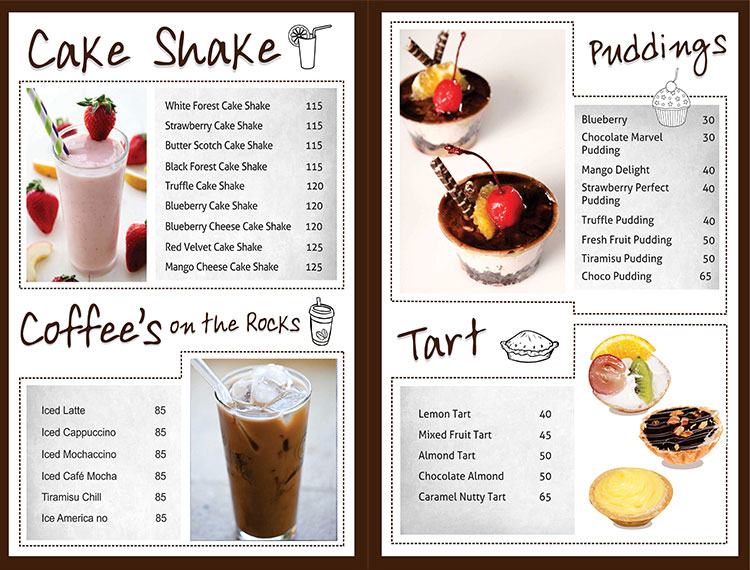 Cake Shake
White Forest Cake Shake 115
Strawberry Cake Shake 115
Butter Scotch Cake Shake 115
Black Forest Cake Shake 115
Truffle Cake Shake 120
Blueberry Cake Shake 120
Blueberry Cheese Cake Shake 120
Red Velvet Cake Shake 125
Mango Cheese Cake Shake 125
Coffee's on the Rocks
Iced Latte 85
Iced Cappuccino 85
Iced Mochaccino 85
Iced Café Mocha 85
Tiramisu Chill 85
Ice America no 85
Puddings
Blueberry 30
Chocolate Marvel 30
Pudding
Mango Delight 40
Strawberry Perfect 40
Pudding
Truffle Pudding 40
Fresh Fruit Pudding 50
Tiramisu Pudding 50
Choco Pudding 65
Tart
Lemon Tart 40
Mixed Fruit Tart 45
Almond Tart 50
Chocolate Almond 50
Caramel Nutty Tart 65